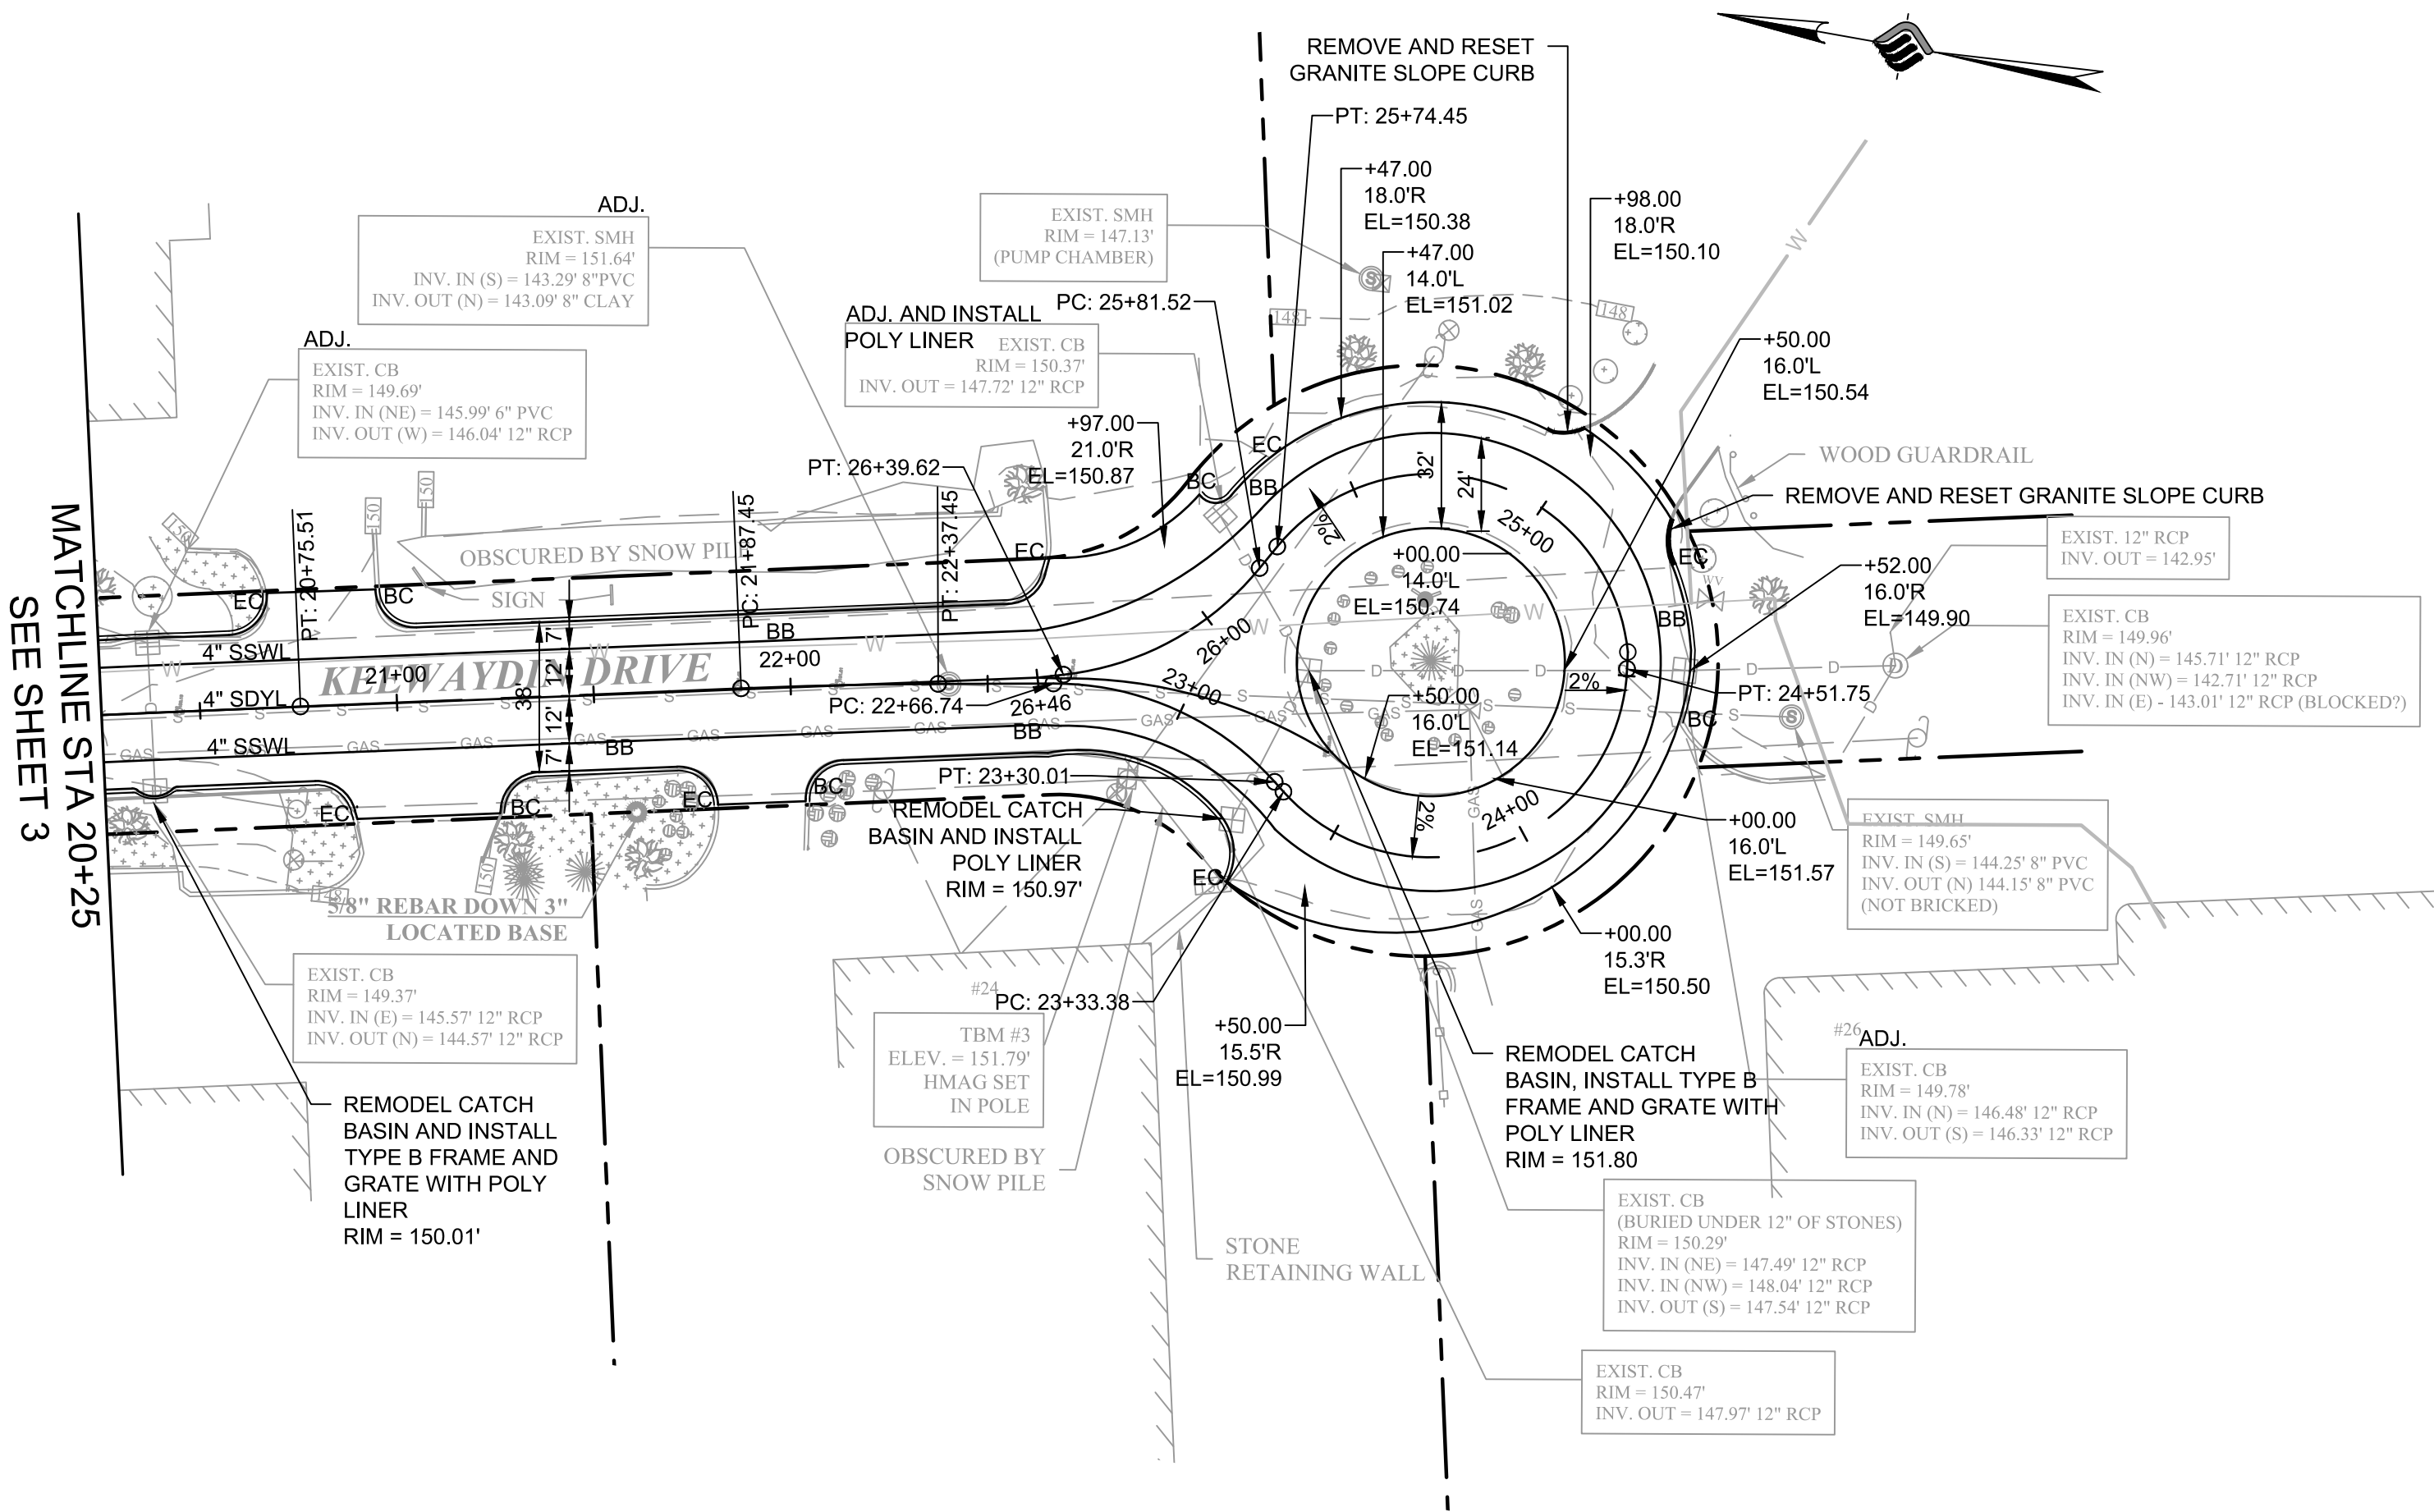 MATCHLINE STA 20+25
SEE SHEET 3
REMOVE AND RESET
GRANITE SLOPE CURB
PT: 25+74.45
+47.00
18.0'R
EL=150.38
+98.00
18.0'R
EL=150.10
+47.00
14.0'L
EL=151.02
ADJ.
EXIST. SMH
RIM = 151.64'
INV. IN (S) = 143.29' 8"PVC
INV. OUT (N) = 143.09' 8" CLAY
EXIST. SMH
RIM = 147.13'
(PUMP CHAMBER)
PC: 25+81.52
ADJ. AND INSTALL
POLY LINER
EXIST. CB
RIM = 150.37'
INV. OUT = 147.72' 12" RCP
ADJ.
EXIST. CB
RIM = 149.69'
INV. IN (NE) = 145.99' 6" PVC
INV. OUT (W) = 146.04' 12" RCP
148
148
W
+50.00
16.0'L
EL=150.54
+97.00
21.0'R
EL=150.87
PT: 26+39.62
EC
BC
BB
32'
24'
2%
25+00
WOOD GUARDRAIL
REMOVE AND RESET GRANITE SLOPE CURB
EXIST. 12" RCP
INV. OUT = 142.95'
150
150
150
PT: 20+75.51
PC: 21+87.45
PT: 22+37.45
OBSCURED BY SNOW PILE
SIGN
EC
BC
EC
+00.00
14.0'L
EL=150.74
EC
WV
+52.00
16.0'R
EL=149.90
EXIST. CB
RIM = 149.96'
INV. IN (N) = 145.71' 12" RCP
INV. IN (NW) = 142.71' 12" RCP
INV. IN (E) - 143.01' 12" RCP (BLOCKED?)
4" SSWL
BB
7'
12'
38'
12'
7'
KEEWAYDIN DRIVE
21+00
22+00
4" SDYL
4" SSWL
BB
BB
PC: 22+66.74
26+46
26+00
23+00
BB
2%
PT: 24+51.75
BC
+50.00
16.0'L
EL=151.14
PT: 23+30.01
2%
24+00
EC
BC
EC
BC
REMODEL CATCH
BASIN AND INSTALL
POLY LINER
RIM = 150.97'
EC
+00.00
16.0'L
EL=151.57
EXIST. SMH
RIM = 149.65'
INV. IN (S) = 144.25' 8" PVC
INV. OUT (N) 144.15' 8" PVC
(NOT BRICKED)
150
148
5/8" REBAR DOWN 3"
LOCATED BASE
EXIST. CB
RIM = 149.37'
INV. IN (E) = 145.57' 12" RCP
INV. OUT (N) = 144.57' 12" RCP
#24
PC: 23+33.38
+00.00
15.3'R
EL=150.50
TBM #3
ELEV. = 151.79'
HMAG SET
IN POLE
+50.00
15.5'R
EL=150.99
#26
ADJ.
EXIST. CB
RIM = 149.78'
INV. IN (N) = 146.48' 12" RCP
INV. OUT (S) = 146.33' 12" RCP
REMODEL CATCH
BASIN, INSTALL TYPE B
FRAME AND GRATE WITH
POLY LINER
RIM = 151.80
REMODEL CATCH
BASIN AND INSTALL
TYPE B FRAME AND
GRATE WITH POLY
LINER
RIM = 150.01'
OBSCURED BY
SNOW PILE
STONE
RETAINING WALL
EXIST. CB
(BURIED UNDER 12" OF STONES)
RIM = 150.29'
INV. IN (NE) = 147.49' 12" RCP
INV. IN (NW) = 148.04' 12" RCP
INV. OUT (S) = 147.54' 12" RCP
EXIST. CB
RIM = 150.47'
INV. OUT = 147.97' 12" RCP